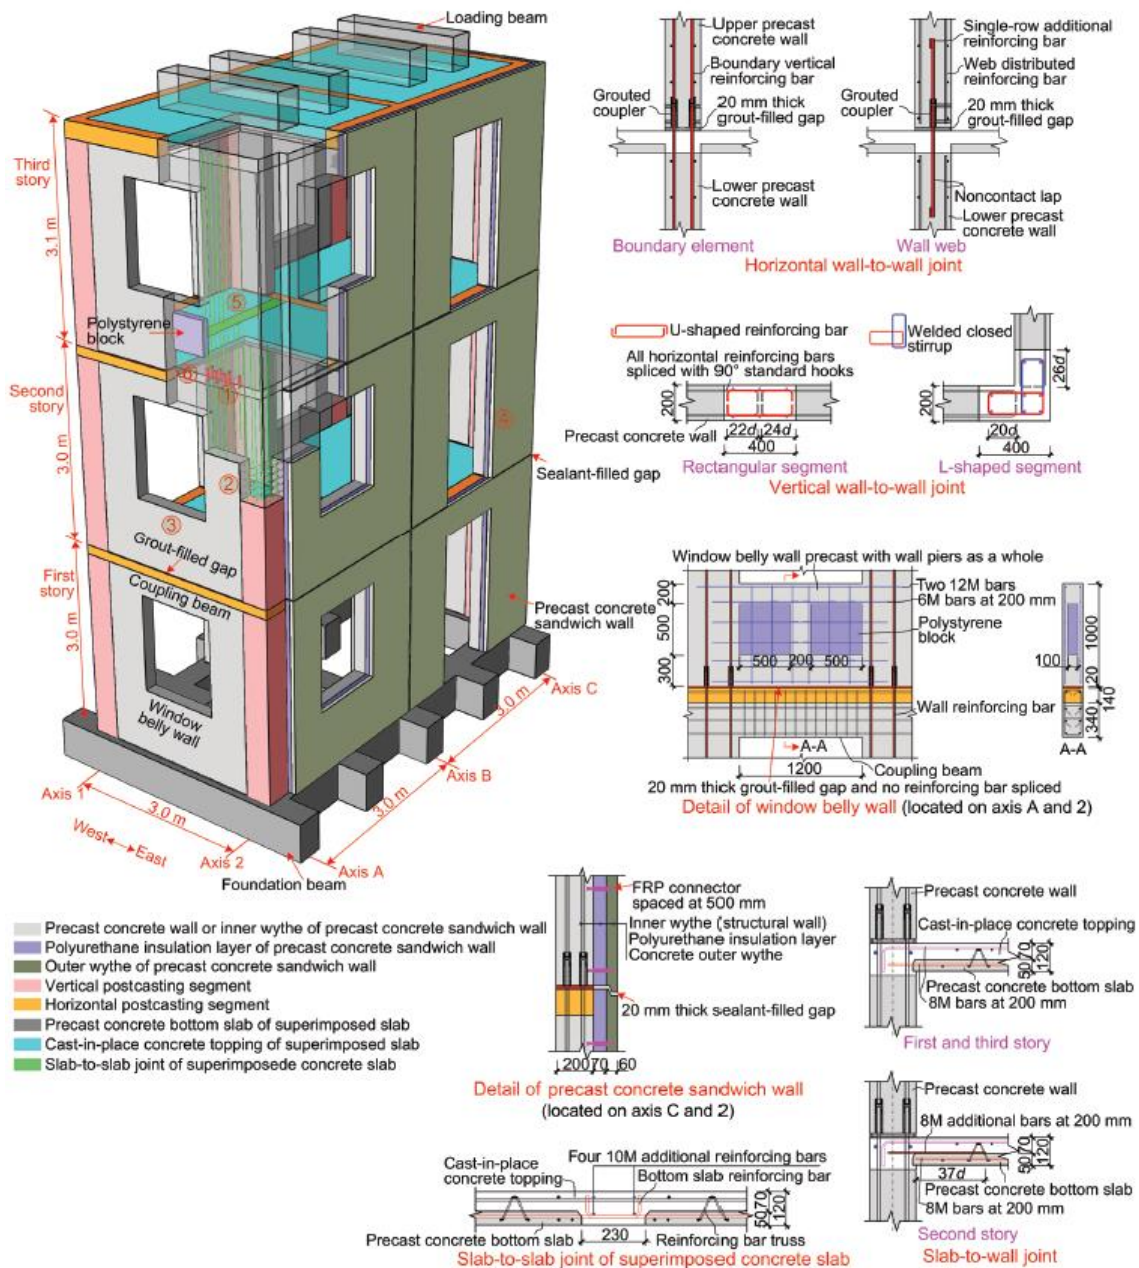 Loading beam
Third story
3.1 m
Polystyrene block
⑤
⑥
①
Second story
3.0 m
④
Sealant-filled gap
②
③
Grout-filled gap
Coupling beam
First story
3.0 m
Precast concrete sandwich wall
Window belly wall
Axis C
3.0 m
Axis B
3.0 m
Axis A
Axis 1
3.0 m
Axis 2
West
East
Foundation beam
Precast concrete wall or inner wythe of precast concrete sandwich wall
Polyurethane insulation layer of precast concrete sandwich wall
Outer wythe of precast concrete sandwich wall
Vertical postcasting segment
Horizontal postcasting segment
Precast concrete bottom slab of superimposed slab
Cast-in-place concrete topping of superimposed slab
Slab-to-slab joint of superimposede concrete slab
Upper precast concrete wall
Boundary vertical reinforcing bar
Grouted coupler
20 mm thick grout-filled gap
Lower precast concrete wall
Boundary element
Single-row additional reinforcing bar
Web distributed reinforcing bar
Grouted coupler
20 mm thick grout-filled gap
Noncontact lap
Lower precast concrete wall
Wall web
Horizontal wall-to-wall joint
U-shaped reinforcing bar
Welded closed stirrup
All horizontal reinforcing bars spliced with 90° standard hooks
200
Precast concrete wall
22d
24d
400
Rectangular segment
26d
200
20d
400
L-shaped segment
Vertical wall-to-wall joint
Window belly wall precast with wall piers as a whole
Two 12M bars
6M bars at 200 mm
Polystyrene block
200
500
300
500
200
500
100
1000
20
140
340
Wall reinforcing bar
A-A
A-A
1200
Coupling beam
20 mm thick grout-filled gap and no reinforcing bar spliced
Detail of window belly wall (located on axis A and 2)
FRP connector spaced at 500 mm
Inner wythe (structural wall)
Polyurethane insulation layer
Concrete outer wythe
20 mm thick sealant-filled gap
200
70
60
Detail of precast concrete sandwich wall
(located on axis C and 2)
Precast concrete wall
Cast-in-place concrete topping
50
70
120
Precast concrete bottom slab
8M bars at 200 mm
First and third story
Precast concrete wall
8M additional bars at 200 mm
50
70
120
37d
Precast concrete bottom slab
8M bars at 200 mm
Second story
Slab-to-wall joint
Four 10M additional reinforcing bars
Cast-in-place concrete topping
Bottom slab reinforcing bar
50
70
120
Precast concrete bottom slab
230
Reinforcing bar truss
Slab-to-slab joint of superimposed concrete slab